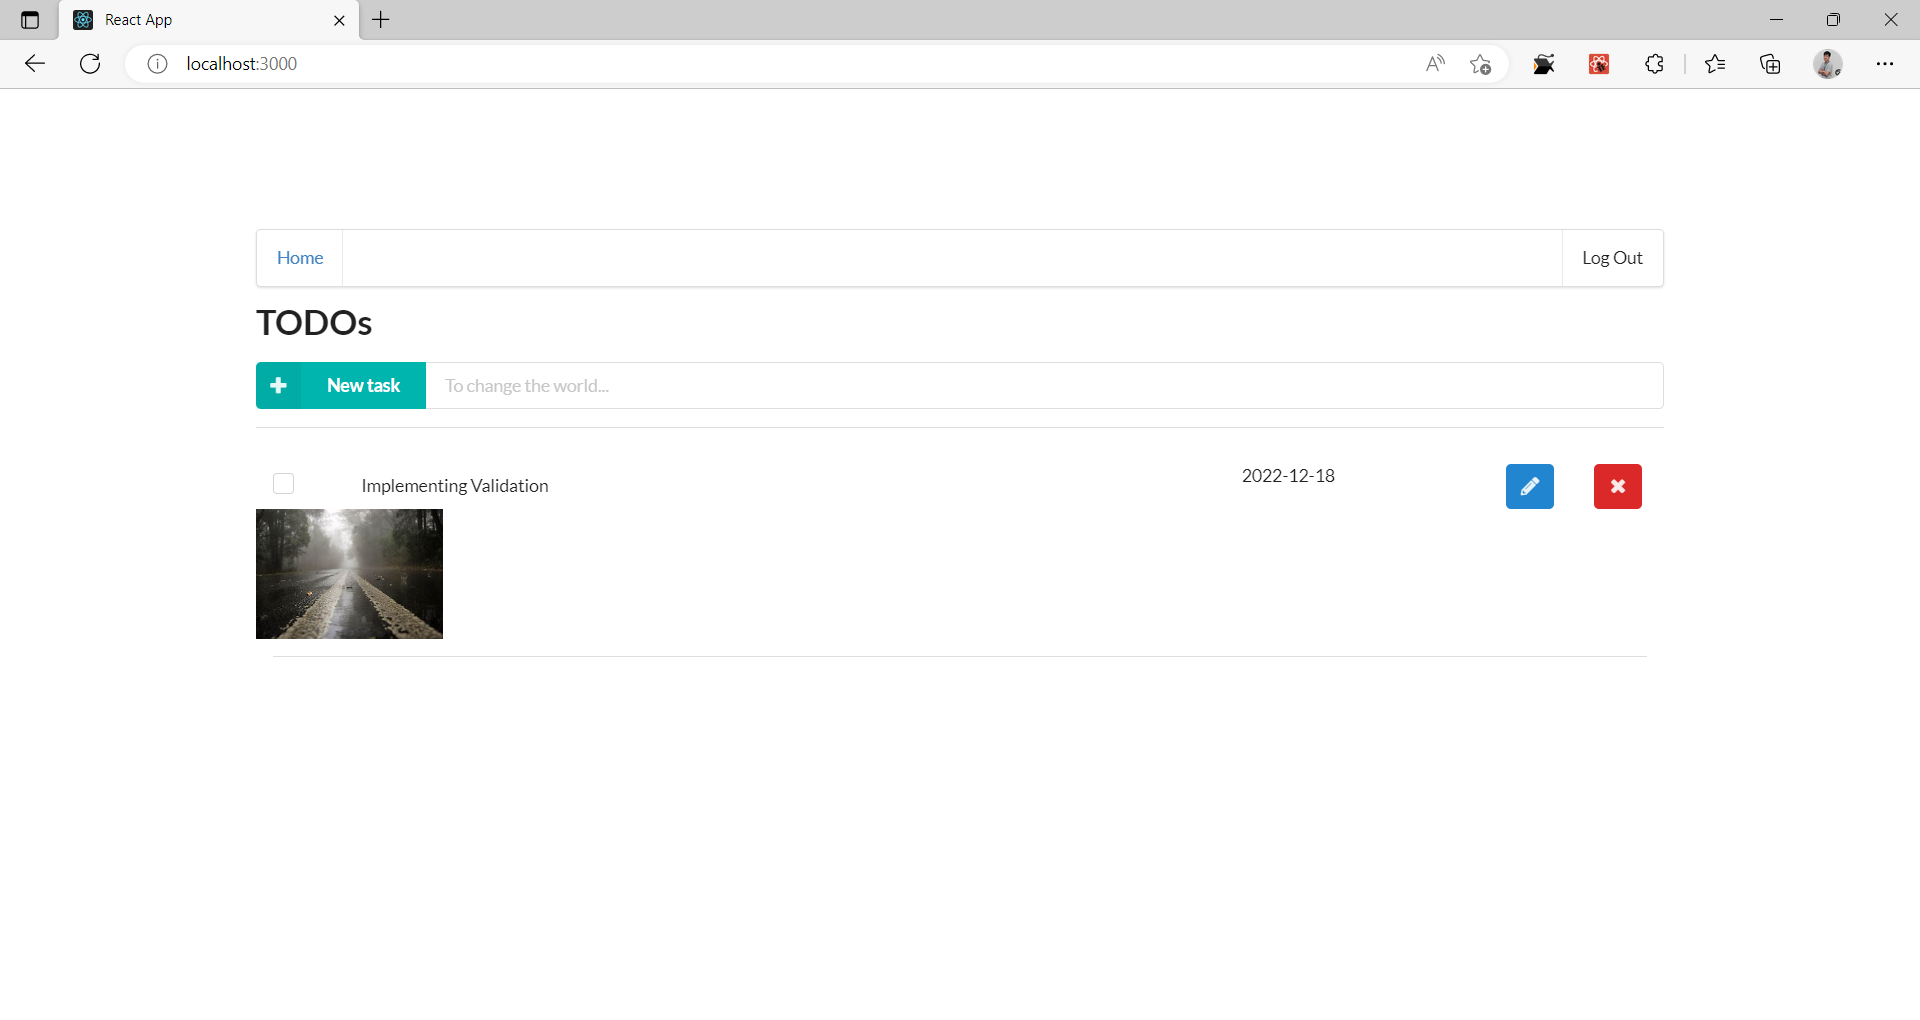 React App
localhost:3000
Home
Log Out
TODOs
New task
To change the world...
Implementing Validation
2022-12-18